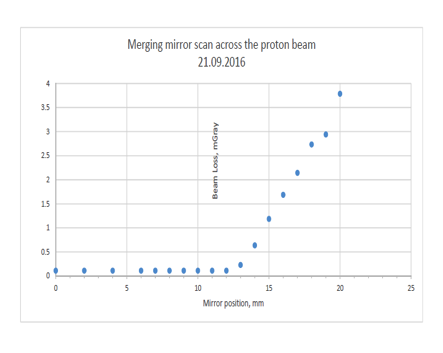 Merging mirror scan across the proton beam
21.09.2016
4
3.5
3
2.5
2
1.5
1
0.5
0
Beam Loss, mGray
0 5 10 15 20 25
Mirror position, mm